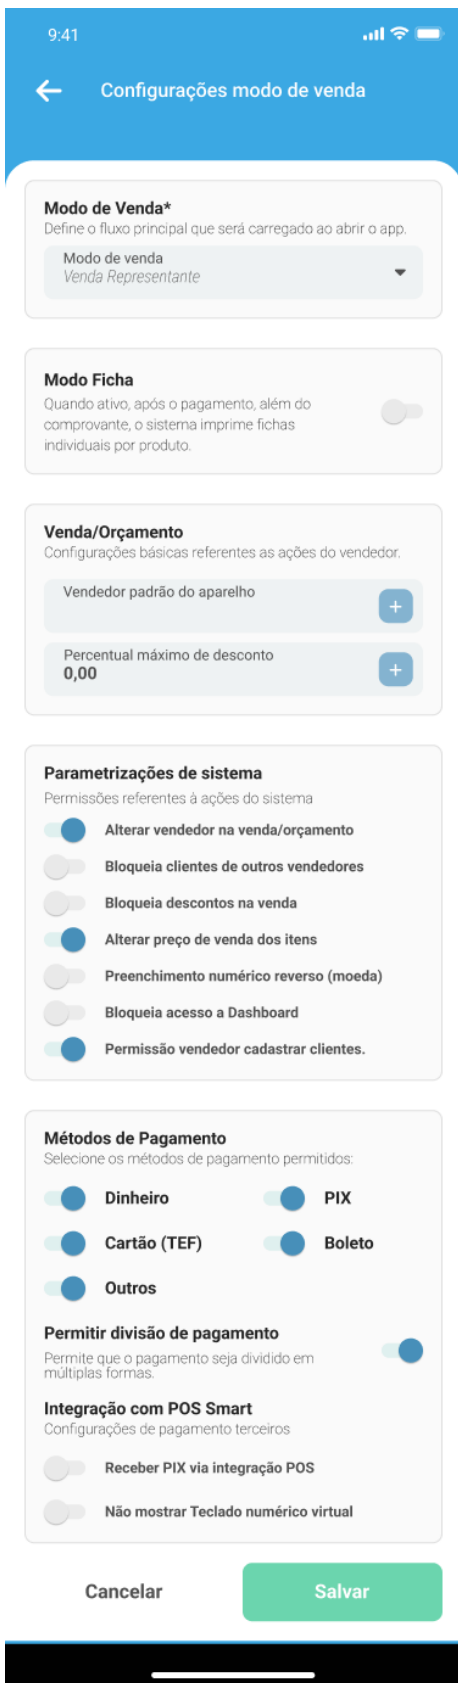 9:41
Configurações modo de venda
Modo de Venda*
Define o fluxo principal que será carregado ao abrir o app.
Modo de venda
Venda Representante
Modo Ficha
Quando ativo, após o pagamento, além do
comprovante, o sistema imprime fichas
individuais por produto.
Venda/Orçamento
Configurações básicas referentes as ações do vendedor.
Vendedor padrão do aparelho
+
Percentual máximo de desconto
0,00
+
Parametrizações de sistema
Permissões referentes à ações do sistema
Alterar vendedor na venda/orçamento
Bloqueia clientes de outros vendedores
Bloqueia descontos na venda
Alterar preço de venda dos itens
Preenchimento numérico reverso (moeda)
Bloqueia acesso a Dashboard
Permissão vendedor cadastrar clientes.
Métodos de Pagamento
Selecione os métodos de pagamento permitidos:
Dinheiro PIX
Cartão (TEF) Boleto
Outros
Permitir divisão de pagamento
Permite que o pagamento seja dividido em
múltiplas formas.
Integração com POS Smart
Configurações de pagamento terceiros
Receber PIX via integração POS
Não mostrar Teclado numérico virtual
Cancelar Salvar